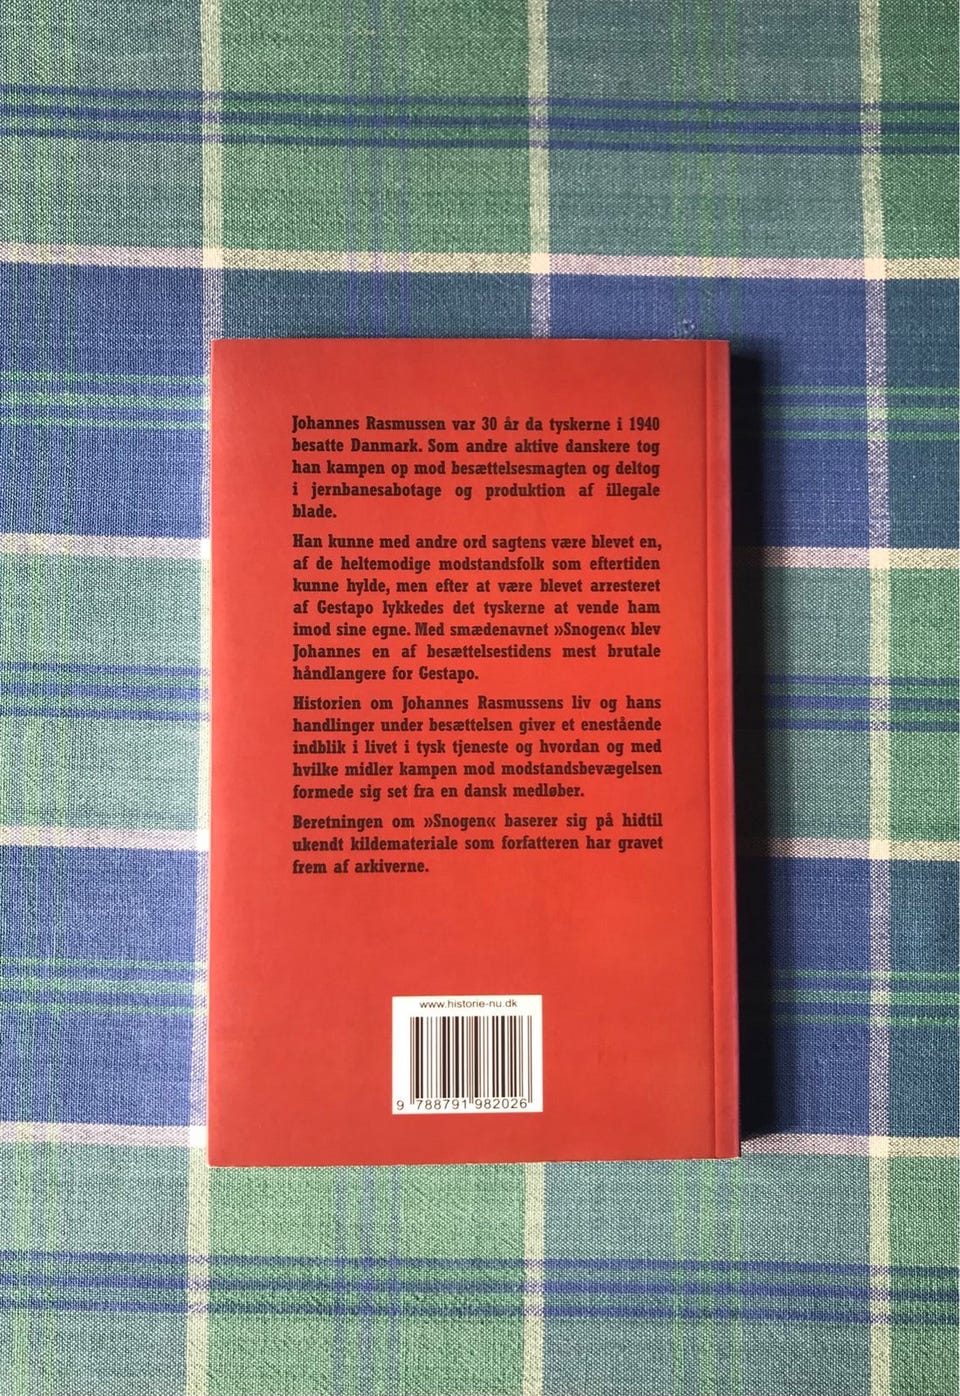 Johannes Rasmussen var 30 år da tyskerne i 1940
besatte Danmark. Som andre aktive danskere tog
han kampen op mod besættelsesmagten og deltog
i jernbanesabotage og produktion af illegale
blade.
Han kunne med andre ord sagtens være blevet en,
af de heltemodige modstandsfolk som eftertiden
kunne hylde, men efter at være blevet arresteret
af Gestapo lykkedes det tyskerne at vende ham
imod sine egne. Med smædenavnet »Snogen« blev
Johannes en af besættelsestidens mest brutale
håndlangere for Gestapo.
Historien om Johannes Rasmussens liv og hans
handlinger under besættelsen giver et enestående
indblik i livet i tysk tjeneste og hvordan og med
hvilke midler kampen mod modstandsbevægelsen
formede sig set fra en dansk medløber.
Beretningen om »Snogen« baserer sig på hidtil
ukendt kildemateriale som forfatteren har gravet
frem af arkiverne.
www.historie-nu.dk
9 788791 982026